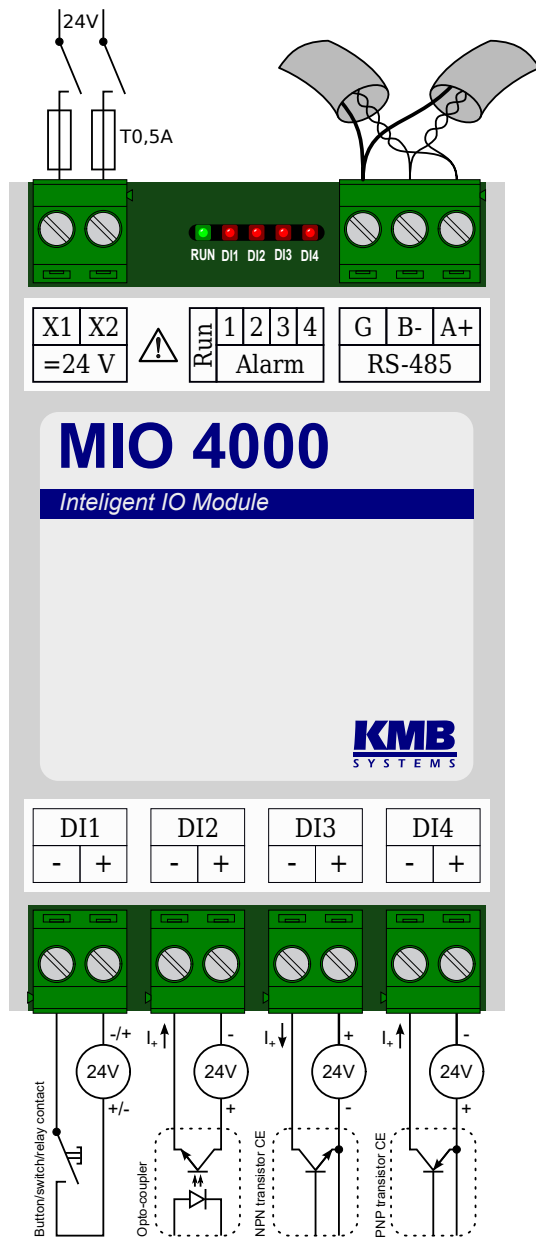 24V
T0,5A
RUN DI1 DI2 DI3 DI4
X1 X2
=24 V
Run
1 2 3 4
Alarm
G B- A+
RS-485
MIO 4000
Inteligent IO Module
KMB
SYSTEMS
DI1 DI2 DI3 DI4
- + - + - + - +
-/+
24V
+/-
Button/switch/relay contact
I+
-
24V
+
Opto-coupler
I+
+
24V
-
NPN transistor CE
I+
-
24V
+
PNP transistor CE